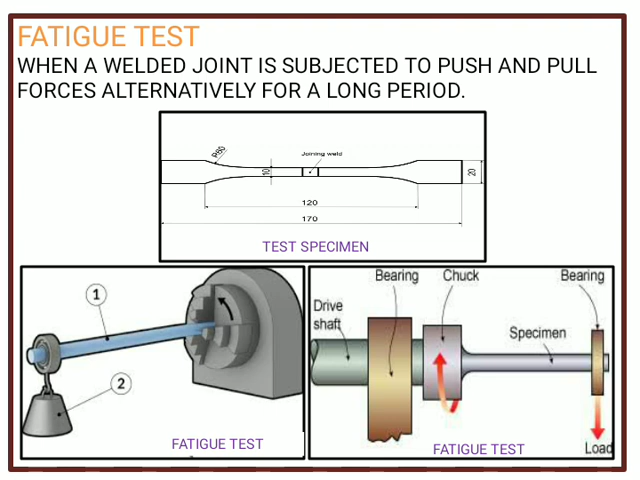 FATIGUE TEST
WHEN A WELDED JOINT IS SUBJECTED TO PUSH AND PULL
FORCES ALTERNATIVELY FOR A LONG PERIOD.
R60
Joining weld
10
20
120
170
TEST SPECIMEN
1
2
FATIGUE TEST
Bearing
Chuck
Bearing
Drive
shaft
Specimen
Load
FATIGUE TEST